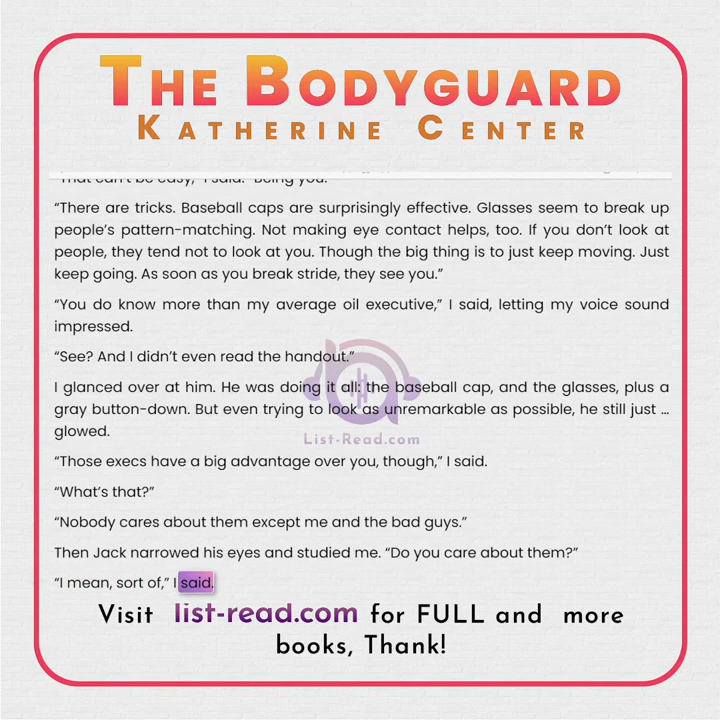 THE BODYGUARD
KATHERINE CENTER
"That can't be easy," I said. "Being you."
"There are tricks. Baseball caps are surprisingly effective. Glasses seem to break up
people's pattern-matching. Not making eye contact helps, too. If you don't look at
people, they tend not to look at you. Though the big thing is to just keep moving. Just
keep going. As soon as you break stride, they see you."
"You do know more than my average oil executive," I said, letting my voice sound
impressed.
"See? And I didn't even read the handout."
I glanced over at him. He was doing it all: the baseball cap, and the glasses, plus a
gray button-down. But even trying to look as unremarkable as possible, he still just …
glowed.
List-Read.com
"Those execs have a big advantage over you, though," I said.
"What's that?"
"Nobody cares about them except me and the bad guys."
Then Jack narrowed his eyes and studied me. "Do you care about them?"
"I mean, sort of," I said.
Visit list-read.com for FULL and more
books, Thank!